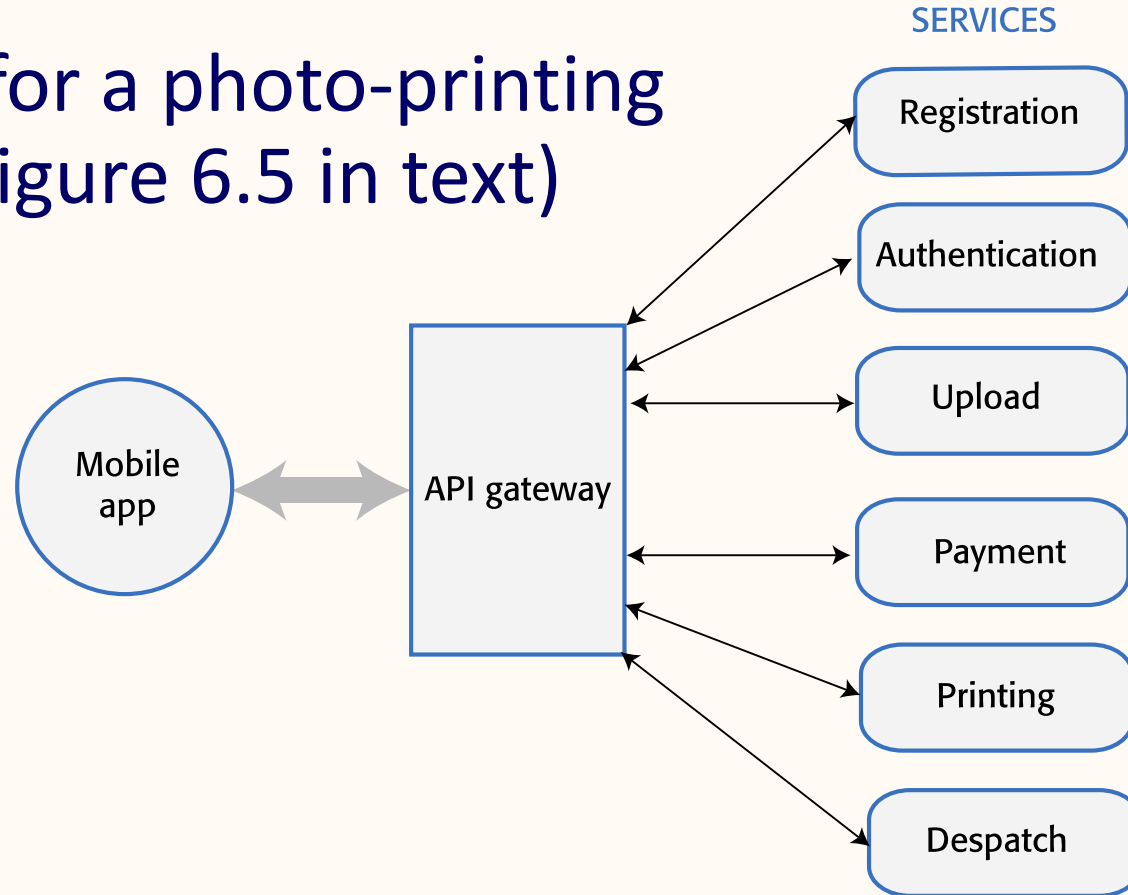 for a photo-printing
igure 6.5 in text)
SERVICES
Registration
Authentication
Upload
Mobile
app
API gateway
Payment
Printing
Despatch